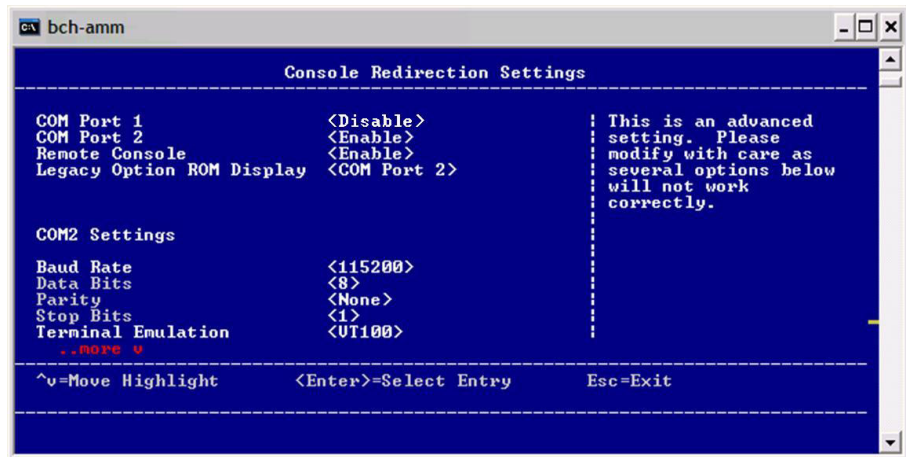 bch-amm
Console Redirection Settings
COM Port 1 <Disable>
COM Port 2 <Enable>
Remote Console <Enable>
Legacy Option ROM Display <COM Port 2>
This is an advanced
setting. Please
modify with care as
several options below
will not work
correctly.
COM2 Settings
Baud Rate <115200>
Data Bits <8>
Parity <None>
Stop Bits <1>
Terminal Emulation <VT100>
..more v
^v=Move Highlight <Enter>=Select Entry Esc=Exit